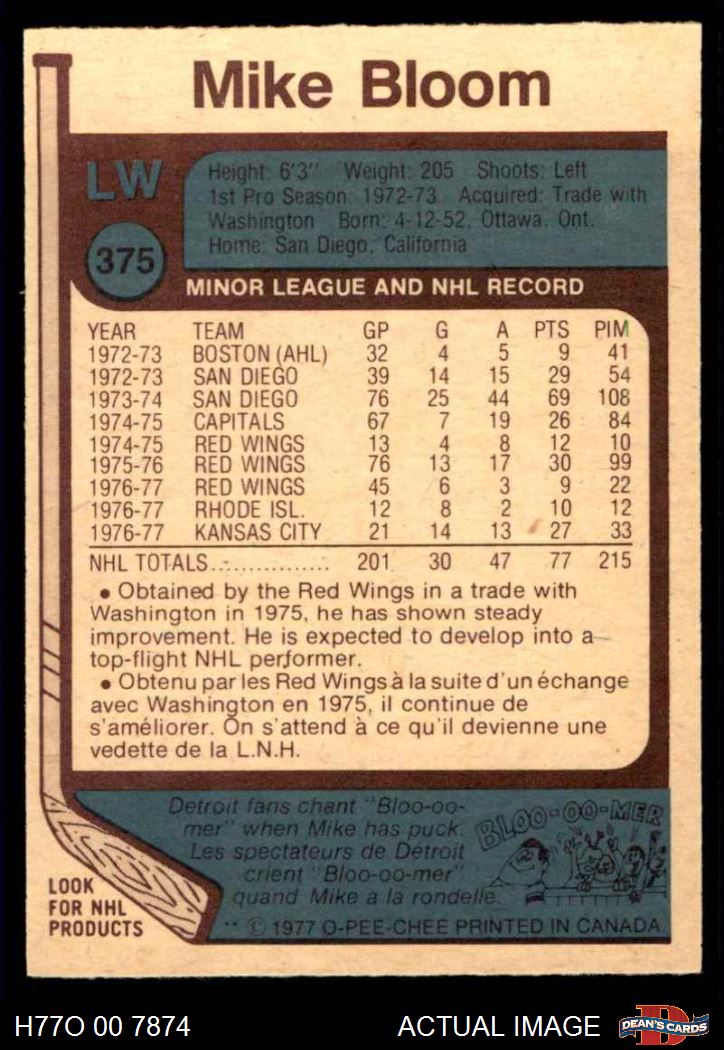 Mike Bloom
LW
Height: 6'3" Weight: 205 Shoots: Left
1st Pro Season: 1972-73 Acquired: Trade with
Washington Born: 4-12-52, Ottawa, Ont.
Home: San Diego, California
375
MINOR LEAGUE AND NHL RECORD
YEAR TEAM GP G A PTS PIM
1972-73 BOSTON (AHL) 32 4 5 9 41
1972-73 SAN DIEGO 39 14 15 29 54
1973-74 SAN DIEGO 76 25 44 69 108
1974-75 CAPITALS 67 7 19 26 84
1974-75 RED WINGS 13 4 8 12 10
1975-76 RED WINGS 76 13 17 30 99
1976-77 RED WINGS 45 6 3 9 22
1976-77 RHODE ISL. 12 8 2 10 12
1976-77 KANSAS CITY 21 14 13 27 33
NHL TOTALS................ 201 30 47 77 215
• Obtained by the Red Wings in a trade with
Washington in 1975, he has shown steady
improvement. He is expected to develop into a
top-flight NHL performer.
• Obtenu par les Red Wings à la suite d'un échange
avec Washington en 1975, il continue de
s'améliorer. On s'attend à ce qu'il devienne une
vedette de la L.N.H.
Detroit fans chant "Bloo-oo-
mer" when Mike has puck.
Les spectateurs de Détroit
crient "Bloo-oo-mer"
quand Mike a la rondelle.
BLOO-OO-MER
LOOK
FOR NHL
PRODUCTS
** © 1977 O-PEE-CHEE PRINTED IN CANADA
H77O 00 7874 ACTUAL IMAGE
D
DEAN'S CARDS